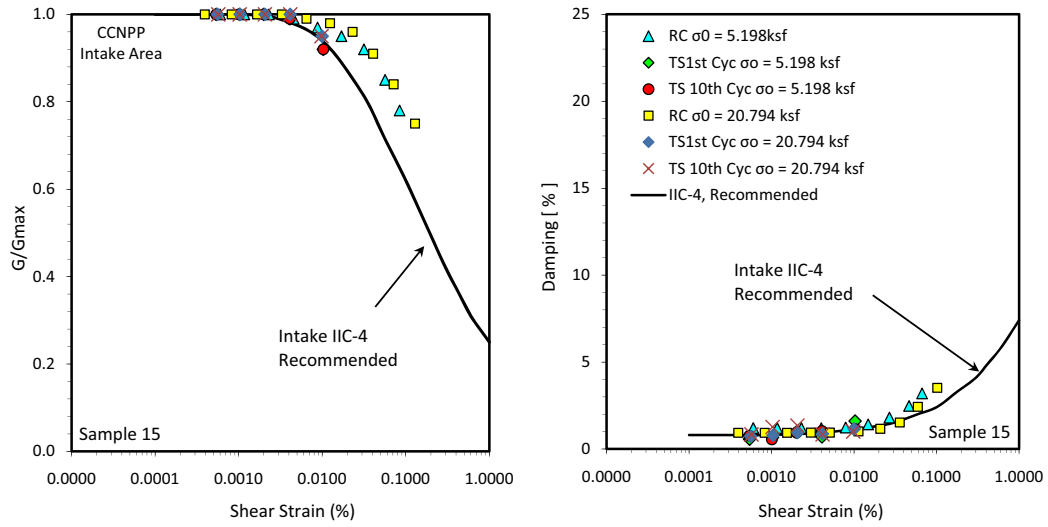 CCNPP
Intake Area
1.0
0.8
0.6
0.4
0.2
0.0
G/Gmax
Intake IIC-4
Recommended
Sample 15
0.0000
0.0001
0.0010
0.0100
0.1000
1.0000
Shear Strain (%)
25
20
15
10
5
0
Damping [ % ]
RC σ0 = 5.198ksf
TS1st Cyc σo = 5.198 ksf
TS 10th Cyc σo = 5.198 ksf
RC σ0 = 20.794 ksf
TS1st Cyc σo = 20.794 ksf
TS 10th Cyc σo = 20.794 ksf
IIC-4, Recommended
Intake IIC-4
Recommended
Sample 15
0.0000
0.0001
0.0010
0.0100
0.1000
1.0000
Shear Strain (%)